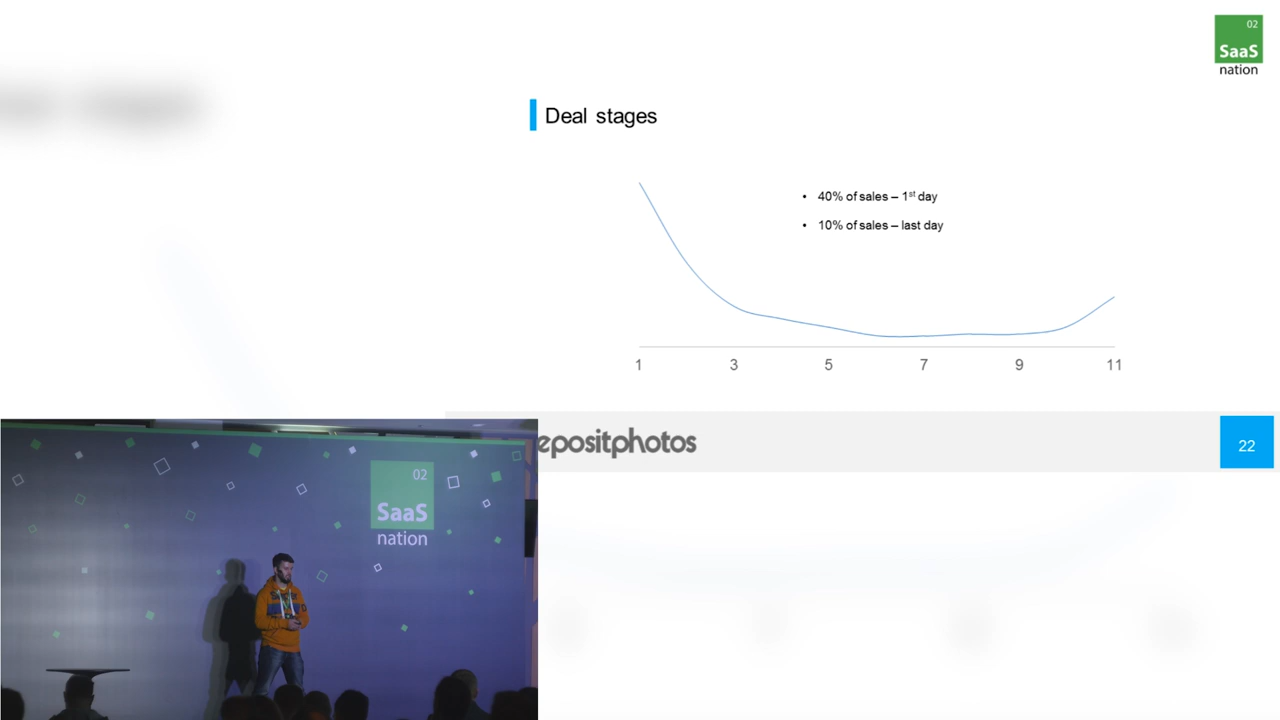 02
SaaS
nation
Deal stages
• 40% of sales – 1st day
• 10% of sales – last day
1 3 5 7 9 11
epositphotos
22
02
SaaS
nation